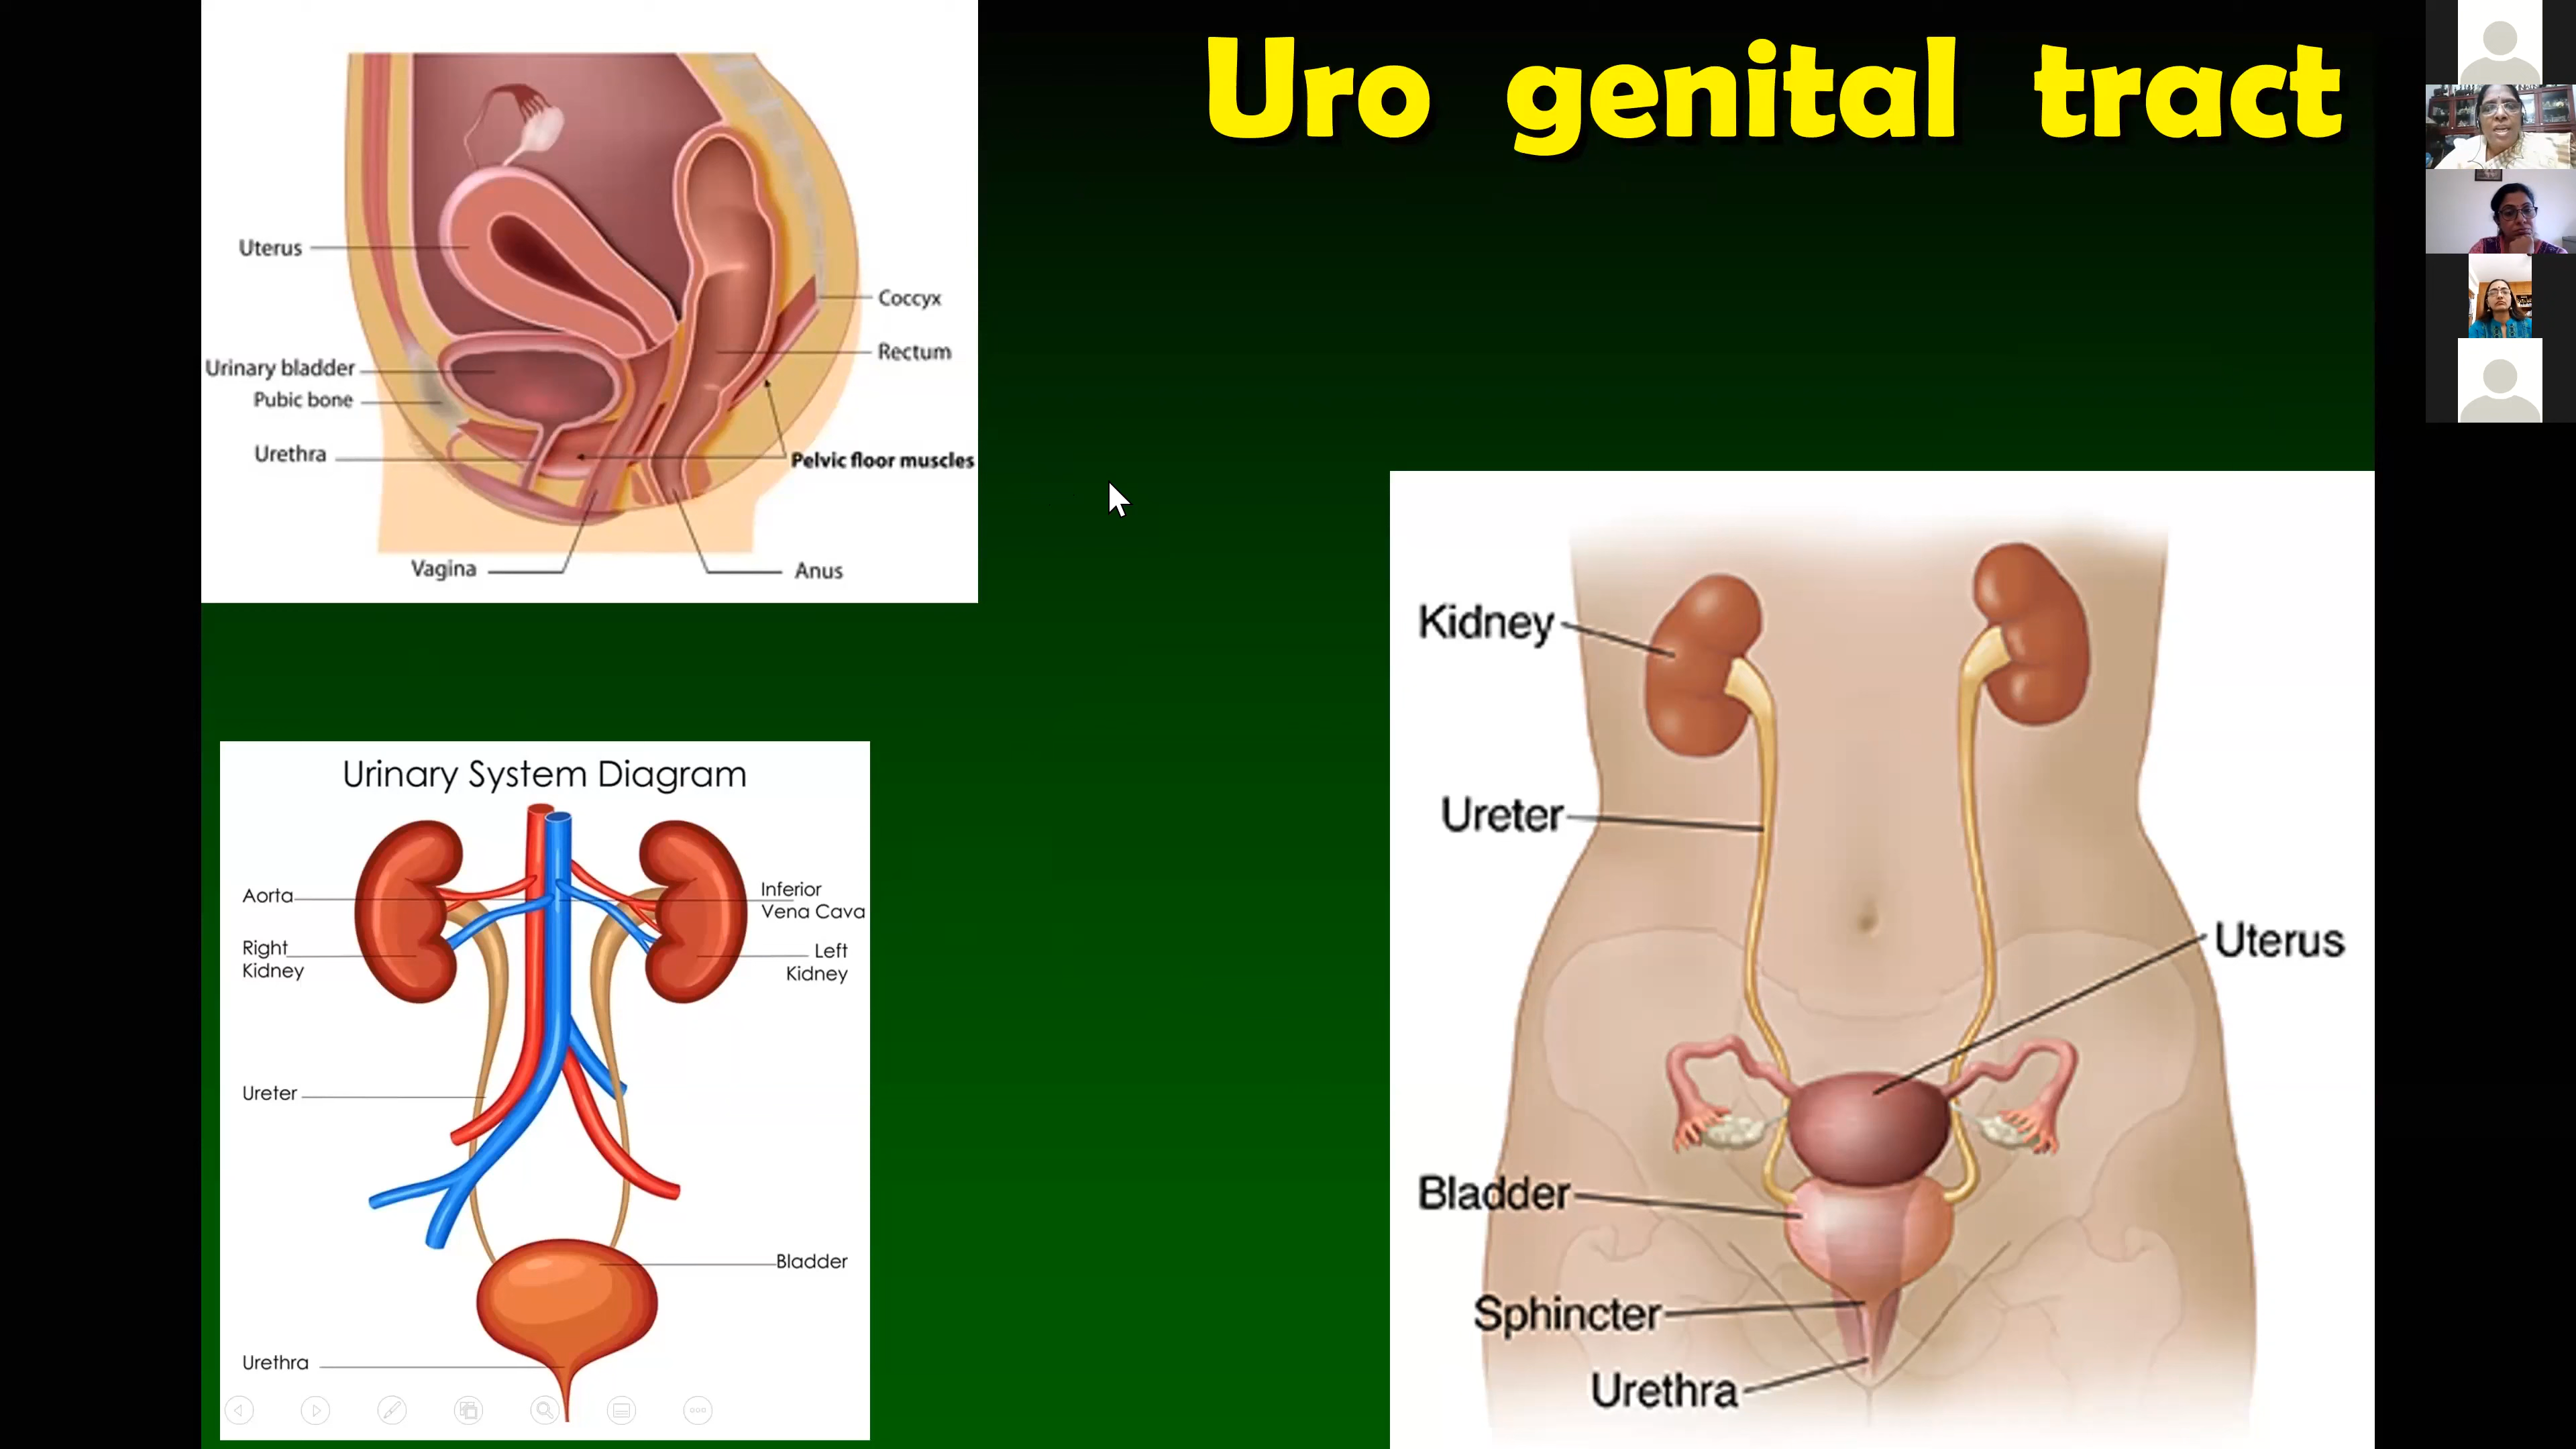 Uro genital tract
Uterus
Coccyx
Rectum
Urinary bladder
Pubic bone
Urethra
Pelvic floor muscles
Vagina
Anus
Urinary System Diagram
Aorta
Inferior
Vena Cava
Right
Kidney
Left
Kidney
Ureter
Bladder
Urethra
Kidney
Ureter
Uterus
Bladder
Sphincter
Urethra